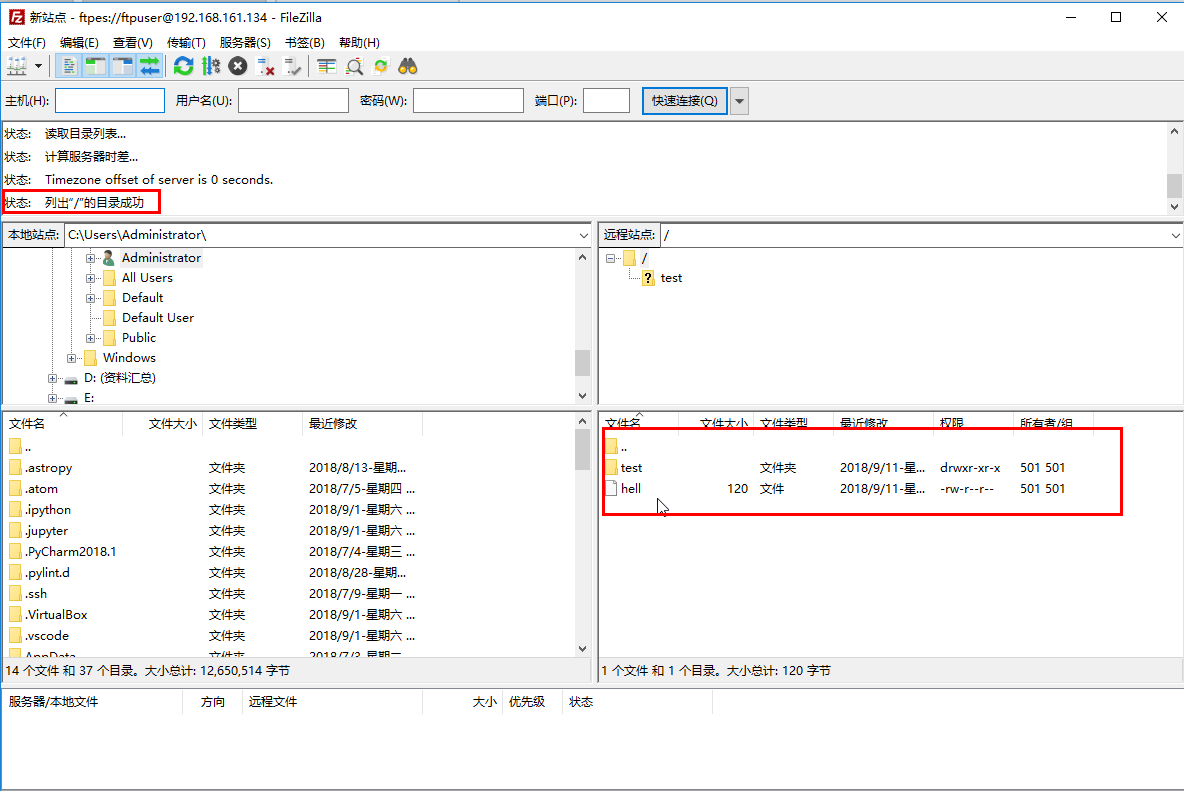 新站点 - ftpes://ftpuser@192.168.161.134 - FileZilla
文件(F) 编辑(E) 查看(V) 传输(T) 服务器(S) 书签(B) 帮助(H)
主机(H): 用户名(U): 密码(W): 端口(P): 快速连接(Q)
状态: 读取目录列表...
状态: 计算服务器时差...
状态: Timezone offset of server is 0 seconds.
状态: 列出“/”的目录成功
本地站点: C:\Users\Administrator\
Administrator
All Users
Default
Default User
Public
Windows
D: (资料汇总)
E:
远程站点: /
/
? test
文件名 文件大小 文件类型 最近修改
..
.astropy 文件夹 2018/8/13-星期...
.atom 文件夹 2018/7/5-星期四 ...
.ipython 文件夹 2018/9/1-星期六 ...
.jupyter 文件夹 2018/9/1-星期六 ...
.PyCharm2018.1 文件夹 2018/7/4-星期三 ...
.pylint.d 文件夹 2018/8/28-星期...
.ssh 文件夹 2018/7/9-星期一 ...
.VirtualBox 文件夹 2018/9/1-星期六 ...
.vscode 文件夹 2018/9/1-星期六 ...
AppData 文件夹 2018/7/3-星期二 ...
14 个文件 和 37 个目录。大小总计: 12,650,514 字节
文件名 文件大小 文件类型 最近修改 权限 所有者/组
..
test 文件夹 2018/9/11-星... drwxr-xr-x 501 501
hell 120 文件 2018/9/11-星... -rw-r--r-- 501 501
1 个文件 和 1 个目录。大小总计: 120 字节
服务器/本地文件 方向 远程文件 大小 优先级 状态